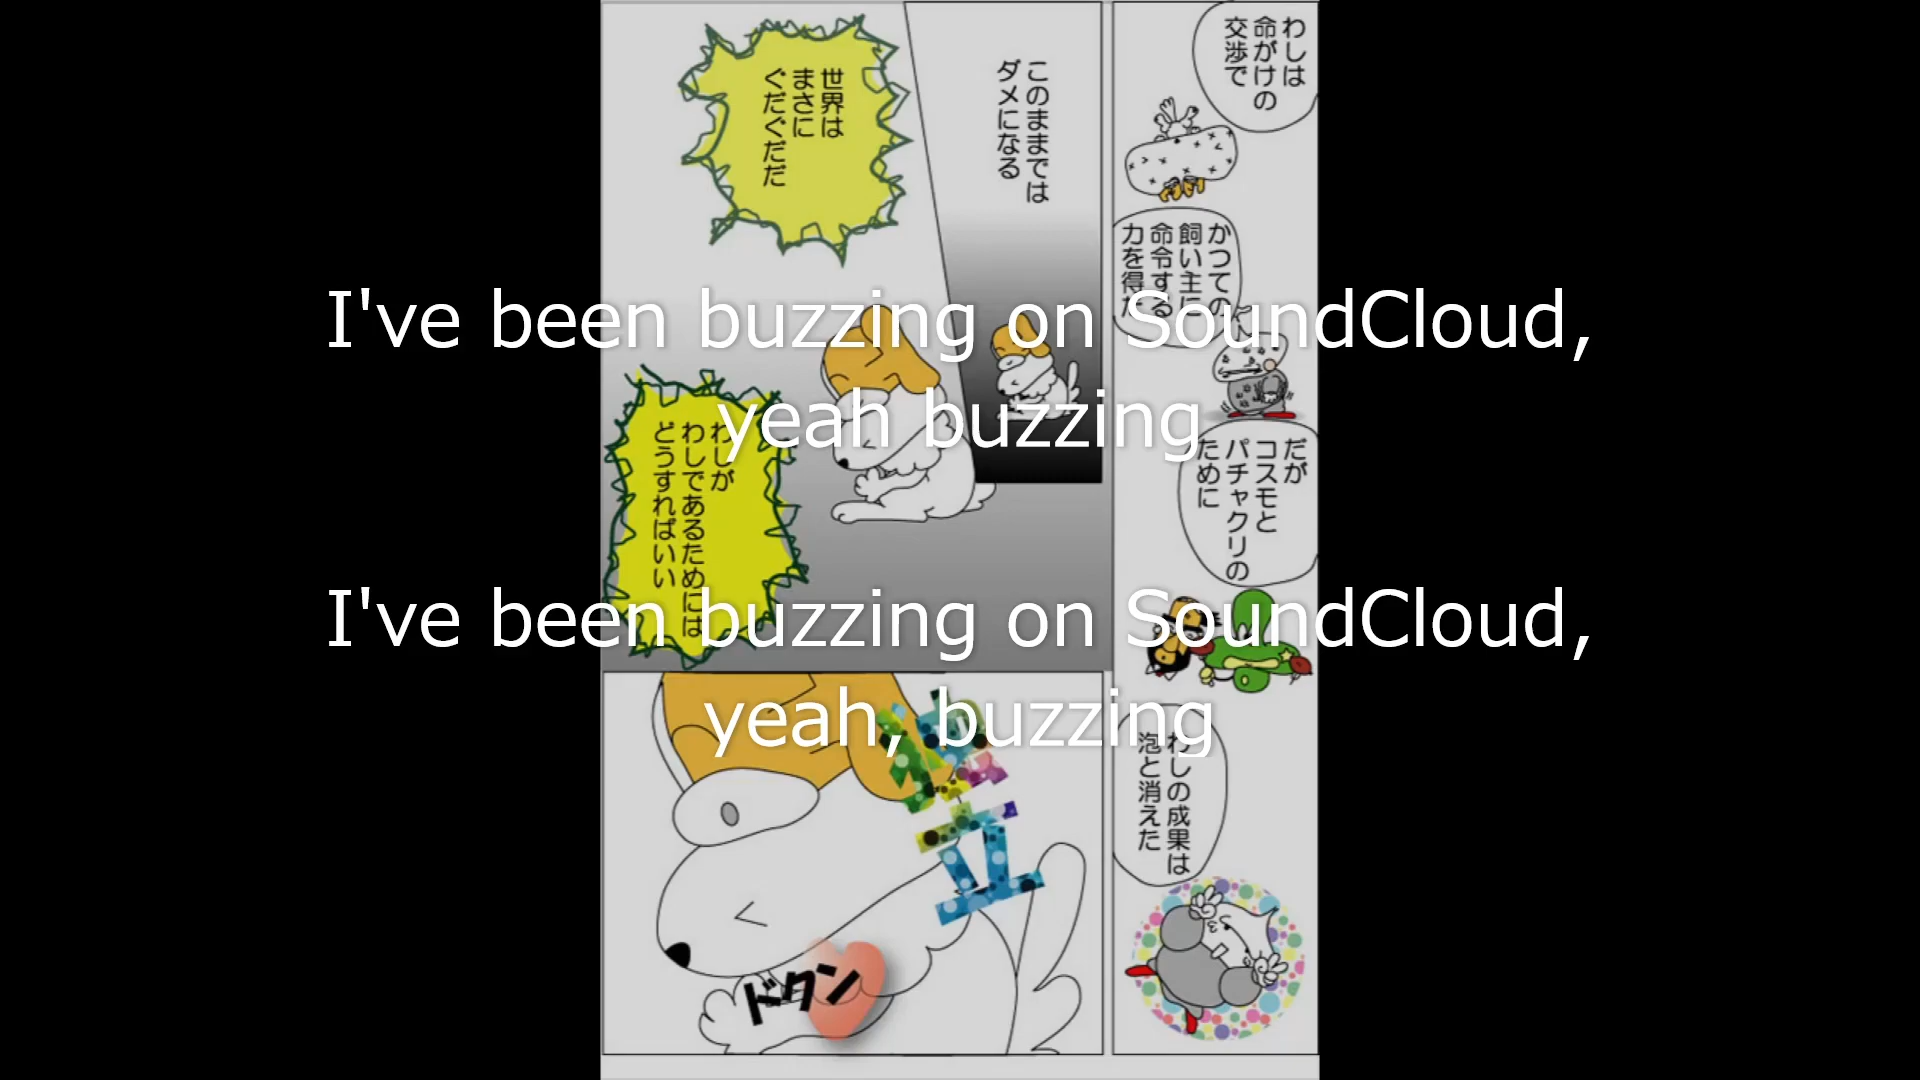 わしは
命がけの
交渉で
かつての
飼い主に
命令する
力を得た
だが
コスモと
パチャクリの
ために
わしの成果は
泡と消えた
このままでは
ダメになる
世界は
まさに
ぐだぐだだ
わしが
わしであるためには
どうすればいい
ドクン
I've been buzzing on SoundCloud,
yeah buzzing
I've been buzzing on SoundCloud,
yeah, buzzing